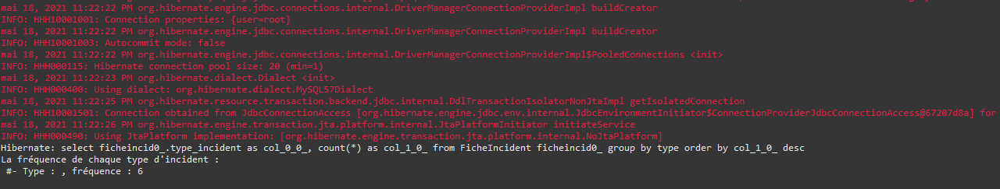 mai 18, 2021 11:22:22 PM org.hibernate.engine.jdbc.connections.internal.DriverManagerConnectionProviderImpl buildCreator
INFO: HHH10001001: Connection properties: {user=root}
mai 18, 2021 11:22:22 PM org.hibernate.engine.jdbc.connections.internal.DriverManagerConnectionProviderImpl buildCreator
INFO: HHH10001003: Autocommit mode: false
mai 18, 2021 11:22:22 PM org.hibernate.engine.jdbc.connections.internal.DriverManagerConnectionProviderImpl$PooledConnections <init>
INFO: HHH000115: Hibernate connection pool size: 20 (min=1)
mai 18, 2021 11:22:23 PM org.hibernate.dialect.Dialect <init>
INFO: HHH000400: Using dialect: org.hibernate.dialect.MySQL57Dialect
mai 18, 2021 11:22:25 PM org.hibernate.resource.transaction.backend.jdbc.internal.DdlTransactionIsolatorNonJtaImpl getIsolatedConnection
INFO: HHH10001501: Connection obtained from JdbcConnectionAccess [org.hibernate.engine.jdbc.env.internal.JdbcEnvironmentInitiator$ConnectionProviderJdbcConnectionAccess@67207d8a] for
mai 18, 2021 11:22:26 PM org.hibernate.engine.transaction.jta.platform.internal.JtaPlatformInitiator initiateService
INFO: HHH000490: Using JtaPlatform implementation: [org.hibernate.engine.transaction.jta.platform.internal.NoJtaPlatform]
Hibernate: select ficheincid0_.type_incident as col_0_0_, count(*) as col_1_0_ from FicheIncident ficheincid0_ group by type order by col_1_0_ desc
La fréquence de chaque type d'incident :
#- Type : , fréquence : 6